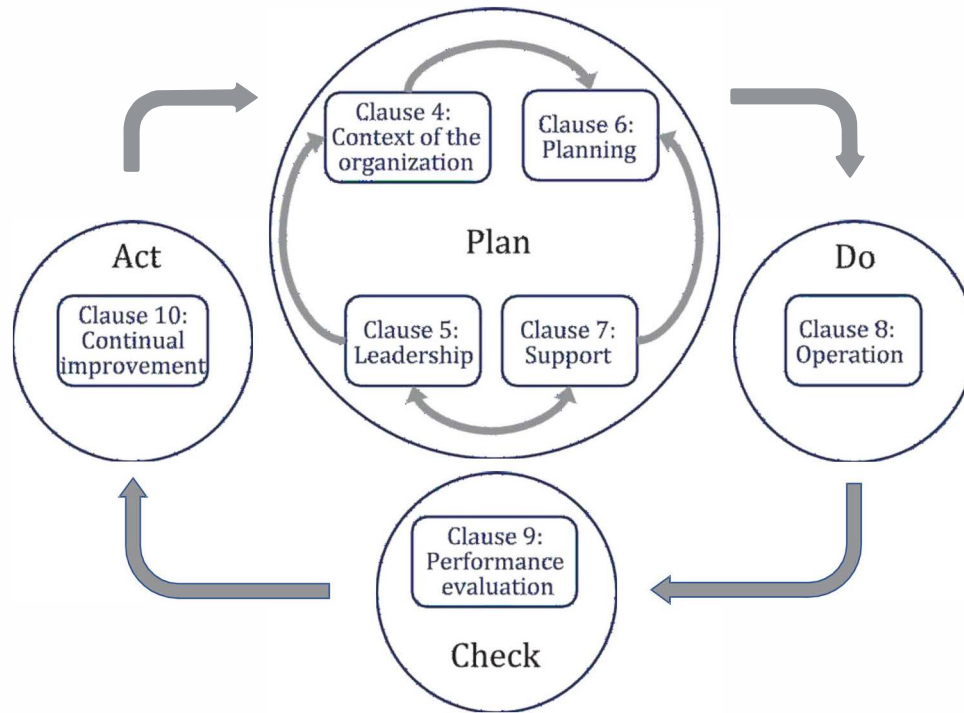 Clause 4:
Context of the
organization
Clause 6:
Planning
Plan
Clause 5:
Leadership
Clause 7:
Support
Act
Clause 10:
Continual
improvement
Do
Clause 8:
Operation
Clause 9:
Performance
evaluation
Check